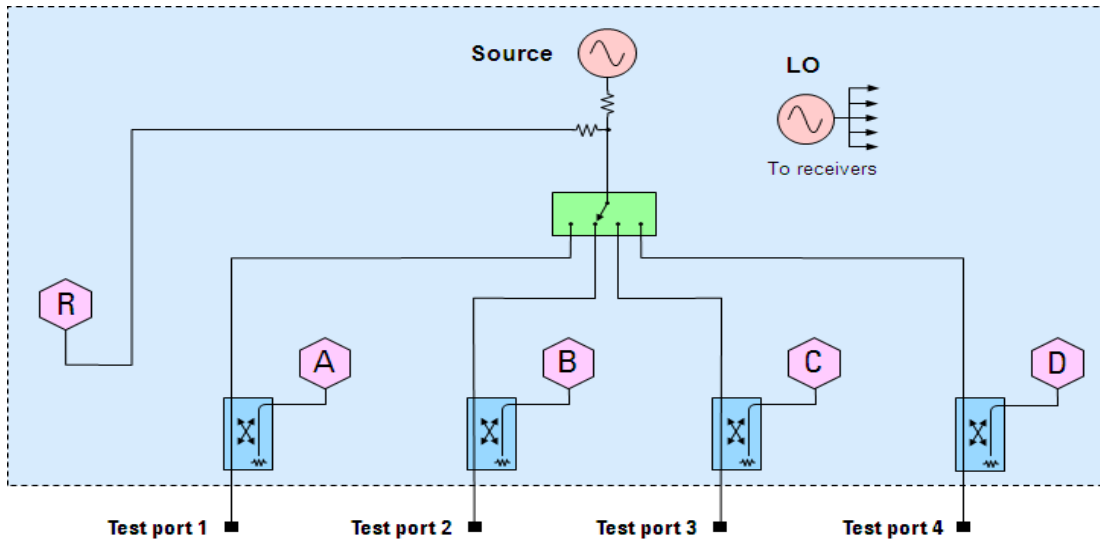 Source
LO
To receivers
R
A
B
C
D
Test port 1
Test port 2
Test port 3
Test port 4